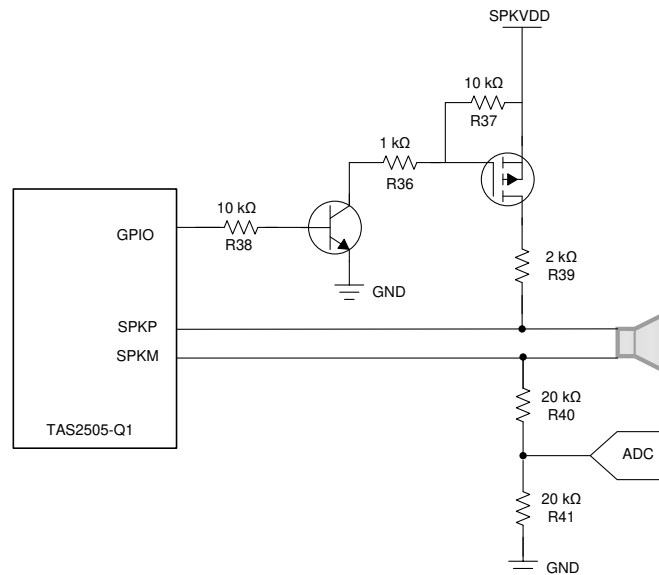 SPKVDD
10 kΩ
R37
1 kΩ
R36
10 kΩ
R38
GPIO
GND
2 kΩ
R39
SPKP
SPKM
20 kΩ
R40
TAS2505-Q1
ADC
20 kΩ
R41
GND